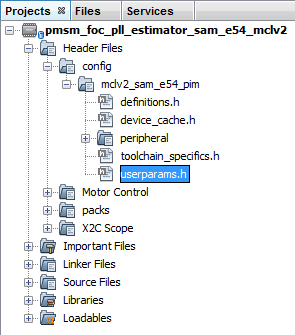 Projects Files Services
pmsm_foc_pll_estimator_sam_e54_mclv2
Header Files
config
mclv2_sam_e54_pim
definitions.h
device_cache.h
peripheral
toolchain_specifics.h
userparams.h
Motor Control
packs
X2C Scope
Important Files
Linker Files
Source Files
Libraries
Loadables